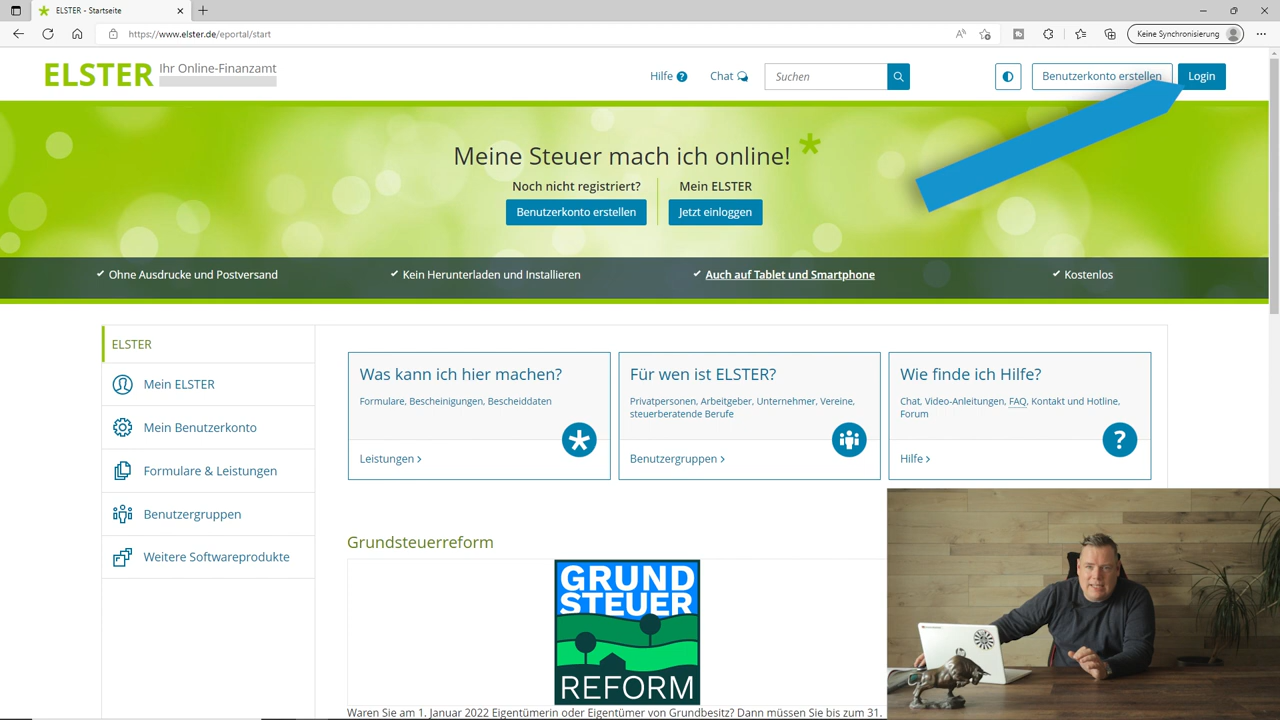 ELSTER - Startseite
https://www.elster.de/eportal/start
Keine Synchronisierung
ELSTER
Ihr Online-Finanzamt
Hilfe ?
Chat
Suchen
Benutzerkonto erstellen
Login
Meine Steuer mach ich online!
Noch nicht registriert?
Mein ELSTER
Benutzerkonto erstellen
Jetzt einloggen
Ohne Ausdrucke und Postversand
Kein Herunterladen und Installieren
Auch auf Tablet und Smartphone
Kostenlos
ELSTER
Mein ELSTER
Mein Benutzerkonto
Formulare & Leistungen
Benutzergruppen
Weitere Softwareprodukte
Was kann ich hier machen?
Formulare, Bescheinigungen, Bescheiddaten
Leistungen
Für wen ist ELSTER?
Privatpersonen, Arbeitgeber, Unternehmer, Vereine,
steuerberatende Berufe
Benutzergruppen
Wie finde ich Hilfe?
Chat, Video-Anleitungen, FAQ, Kontakt und Hotline,
Forum
?
Hilfe
Grundsteuerreform
GRUND
STEUER
REFORM
Waren Sie am 1. Januar 2022 Eigentümerin oder Eigentümer von Grundbesitz? Dann müssen Sie bis zum 31.